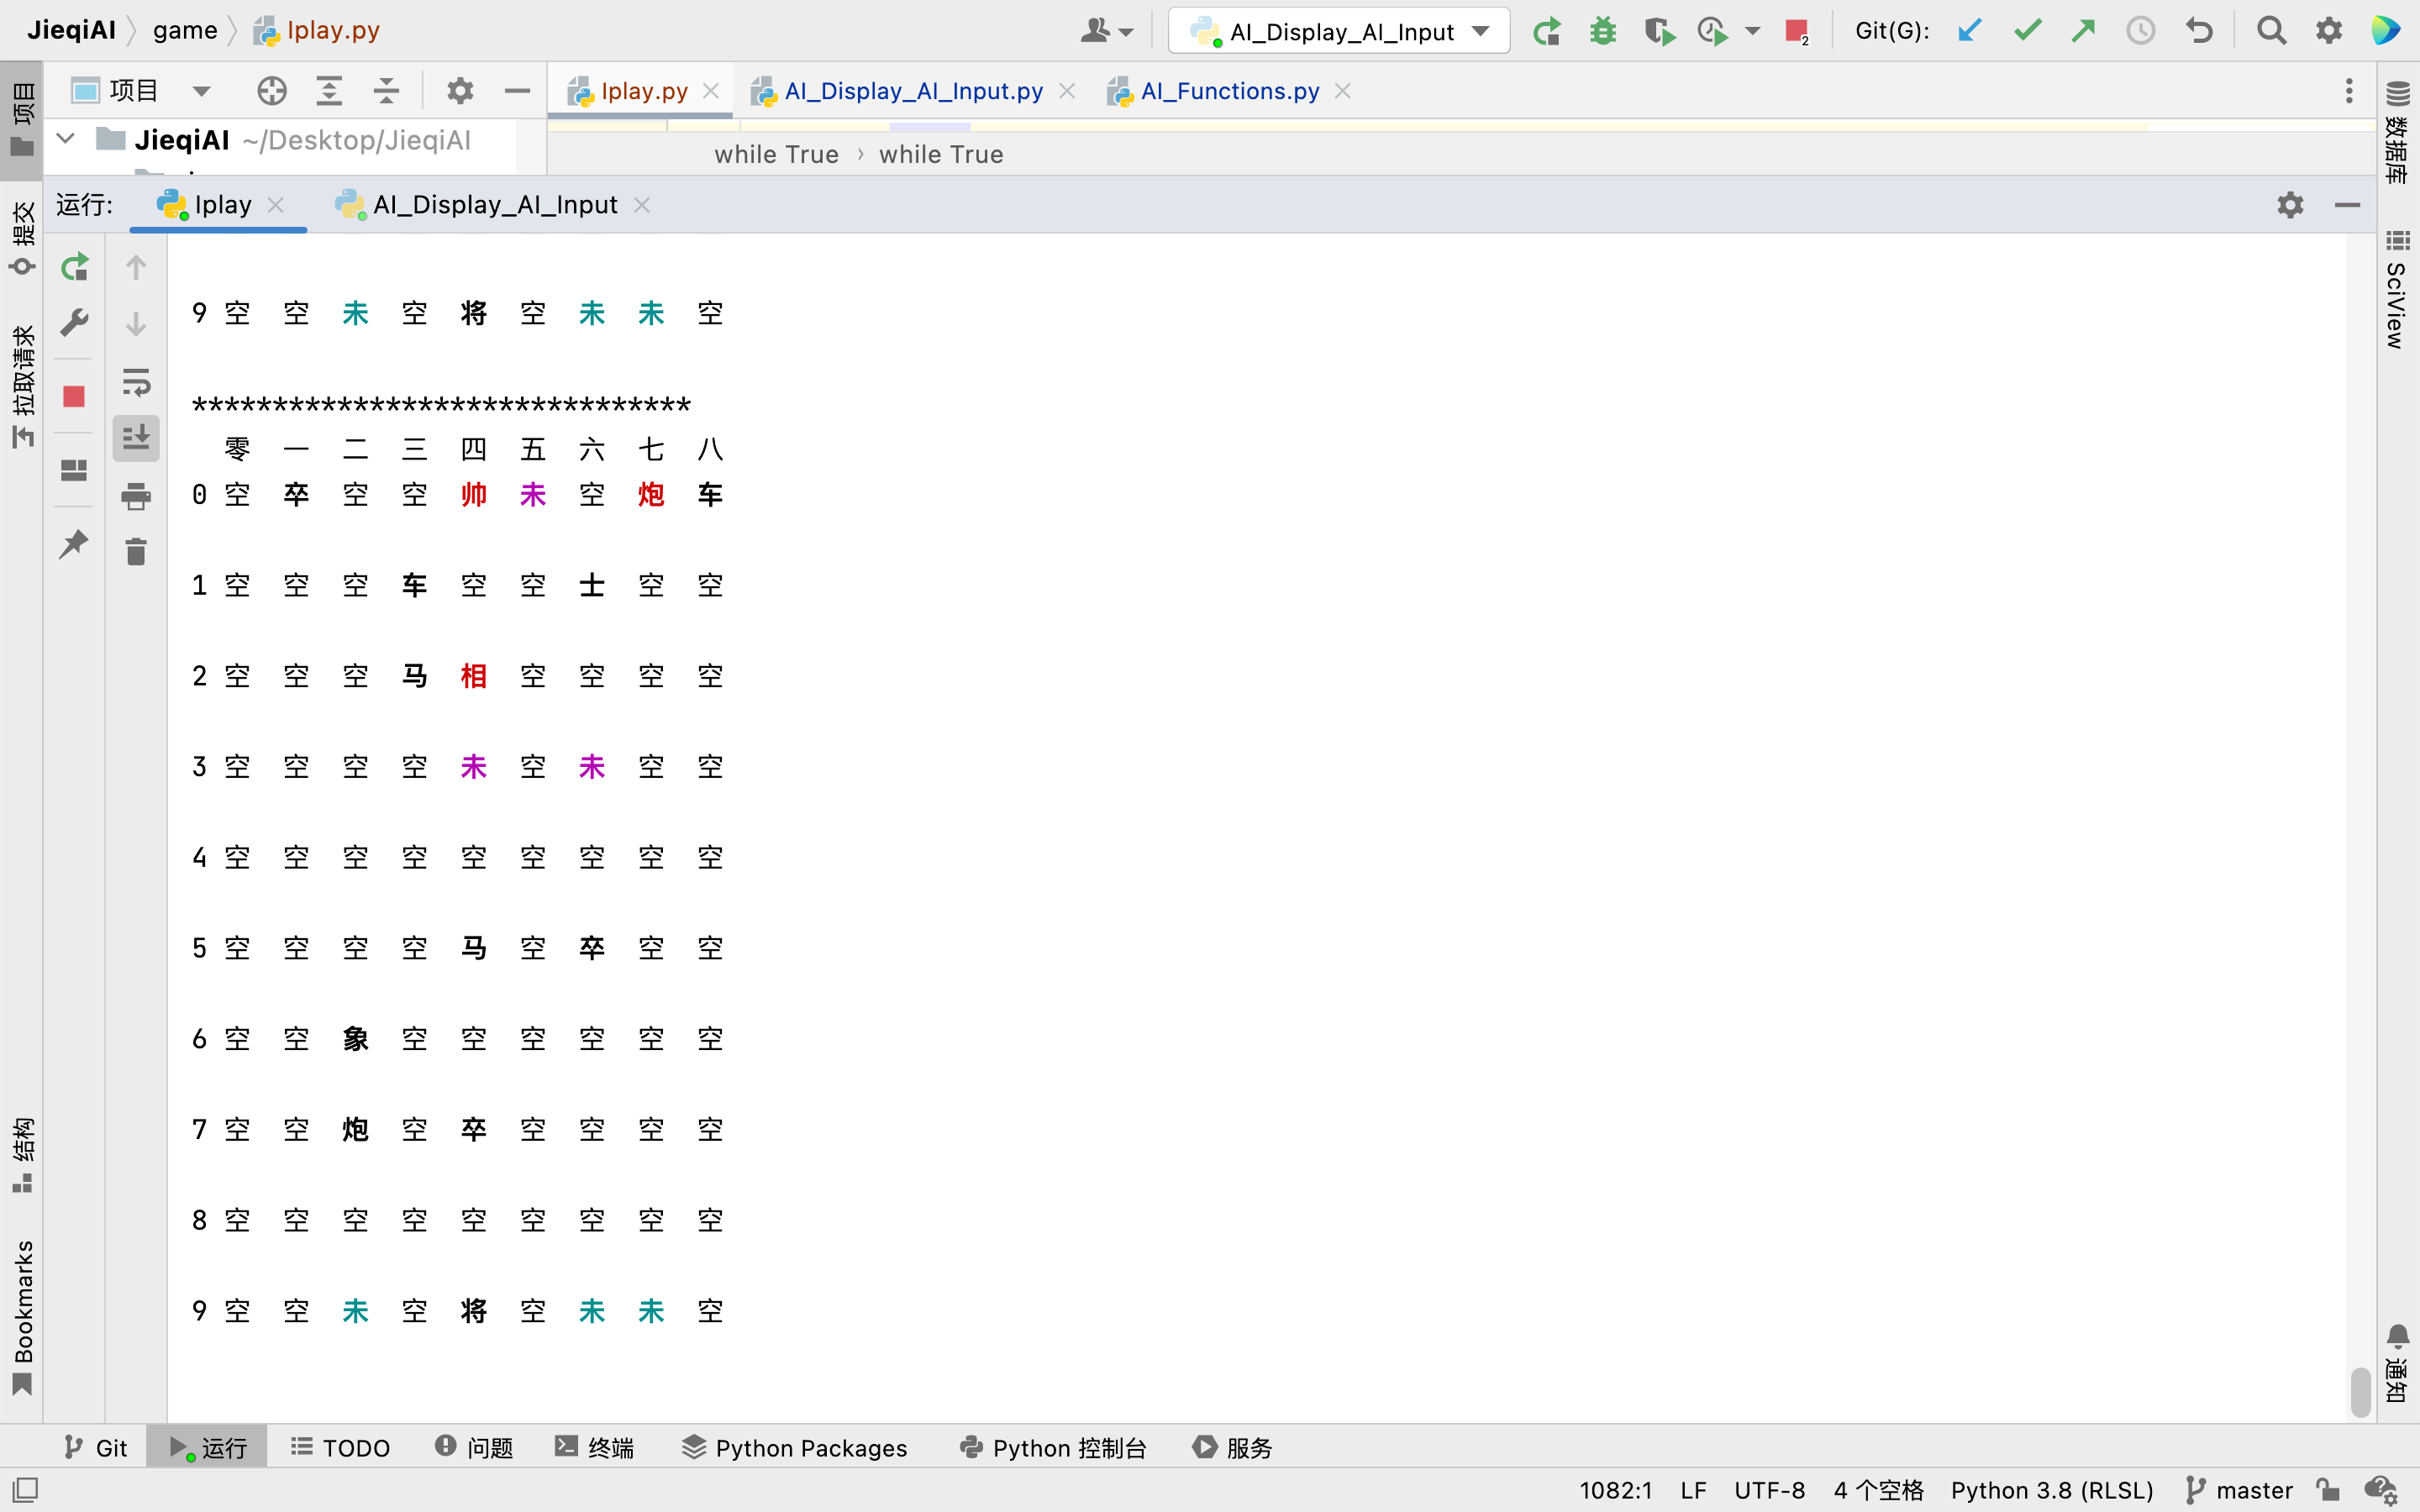 JieqiAI game Iplay.py AI_Display_AI_Input 2 Git(G):
项目 Iplay.py AI_Display_AI_Input.py AI_Functions.py
JieqiAI ~/Desktop/JieqiAI
while True › while True
运行: Iplay AI_Display_AI_Input
9 空 空 未 空 将 空 未 未 空
*******************************
零 一 二 三 四 五 六 七 八
0 空 卒 空 空 帅 未 空 炮 车
1 空 空 空 车 空 空 士 空 空
2 空 空 空 马 相 空 空 空 空
3 空 空 空 空 未 空 未 空 空
4 空 空 空 空 空 空 空 空 空
5 空 空 空 空 马 空 卒 空 空
6 空 空 象 空 空 空 空 空 空
7 空 空 炮 空 卒 空 空 空 空
8 空 空 空 空 空 空 空 空 空
9 空 空 未 空 将 空 未 未 空
项目
提交
拉取请求
结构
Bookmarks
数据库
SciView
通知
Git 运行 TODO 问题 终端 Python Packages Python 控制台 服务
1082:1 LF UTF-8 4 个空格 Python 3.8 (RLSL) master